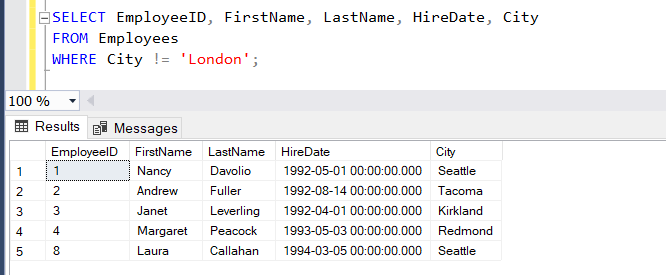 SELECT EmployeeID, FirstName, LastName, HireDate, City
FROM Employees
WHERE City != 'London';
100 %
Results Messages
EmployeeID FirstName LastName HireDate City
1 1 Nancy Davolio 1992-05-01 00:00:00.000 Seattle
2 2 Andrew Fuller 1992-08-14 00:00:00.000 Tacoma
3 3 Janet Leverling 1992-04-01 00:00:00.000 Kirkland
4 4 Margaret Peacock 1993-05-03 00:00:00.000 Redmond
5 8 Laura Callahan 1994-03-05 00:00:00.000 Seattle